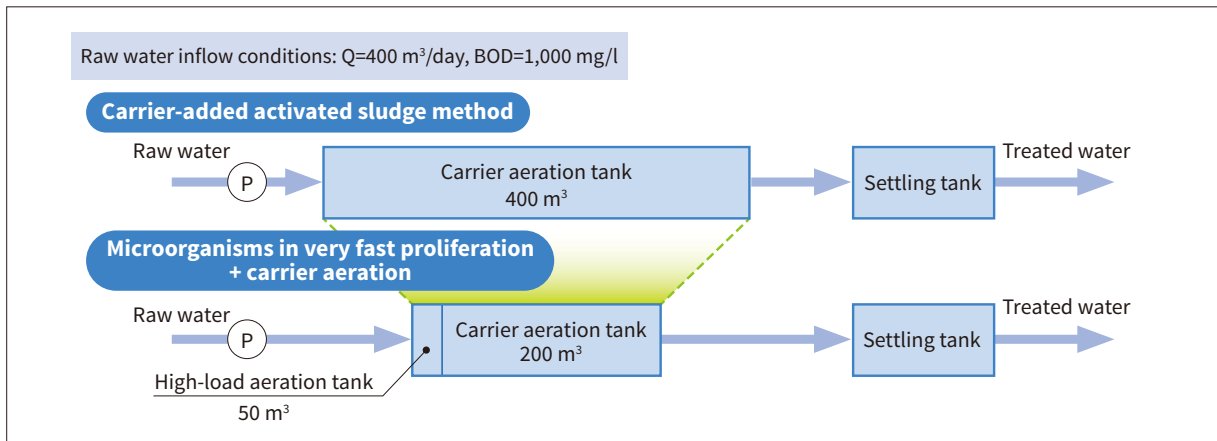 Raw water inflow conditions: Q=400 m³/day, BOD=1,000 mg/l
Carrier-added activated sludge method
Raw water
P
Carrier aeration tank
400 m³
Settling tank
Treated water
Microorganisms in very fast proliferation
+ carrier aeration
Raw water
P
Carrier aeration tank
200 m³
Settling tank
Treated water
High-load aeration tank
50 m³